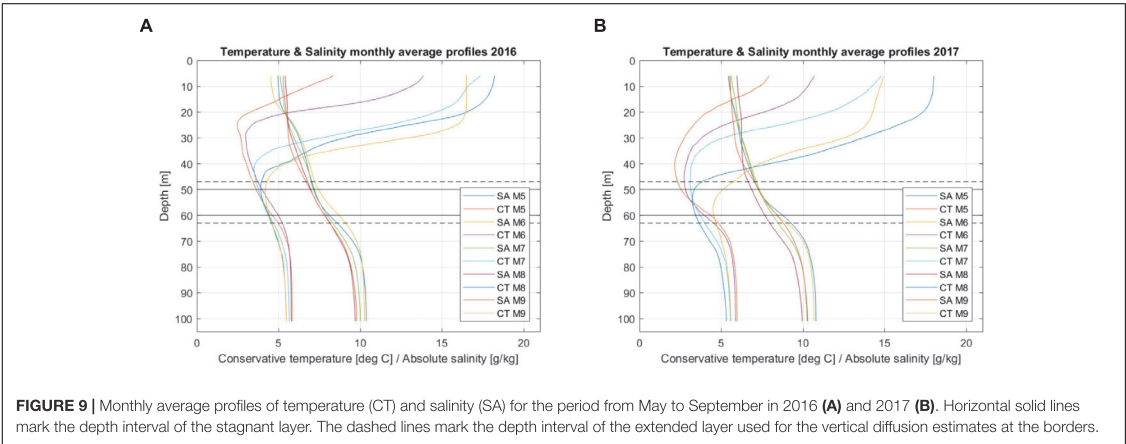 A
Temperature & Salinity monthly average profiles 2016
0
10
20
30
40
50
60
70
80
90
100
Depth [m]
SA M5
CT M5
SA M6
CT M6
SA M7
CT M7
SA M8
CT M8
SA M9
CT M9
0
5
10
15
20
Conservative temperature [deg C] / Absolute salinity [g/kg]
B
Temperature & Salinity monthly average profiles 2017
0
10
20
30
40
50
60
70
80
90
100
Depth [m]
SA M5
CT M5
SA M6
CT M6
SA M7
CT M7
SA M8
CT M8
SA M9
CT M9
0
5
10
15
20
Conservative temperature [deg C] / Absolute salinity [g/kg]
FIGURE 9 | Monthly average profiles of temperature (CT) and salinity (SA) for the period from May to September in 2016 (A) and 2017 (B). Horizontal solid lines
mark the depth interval of the stagnant layer. The dashed lines mark the depth interval of the extended layer used for the vertical diffusion estimates at the borders.